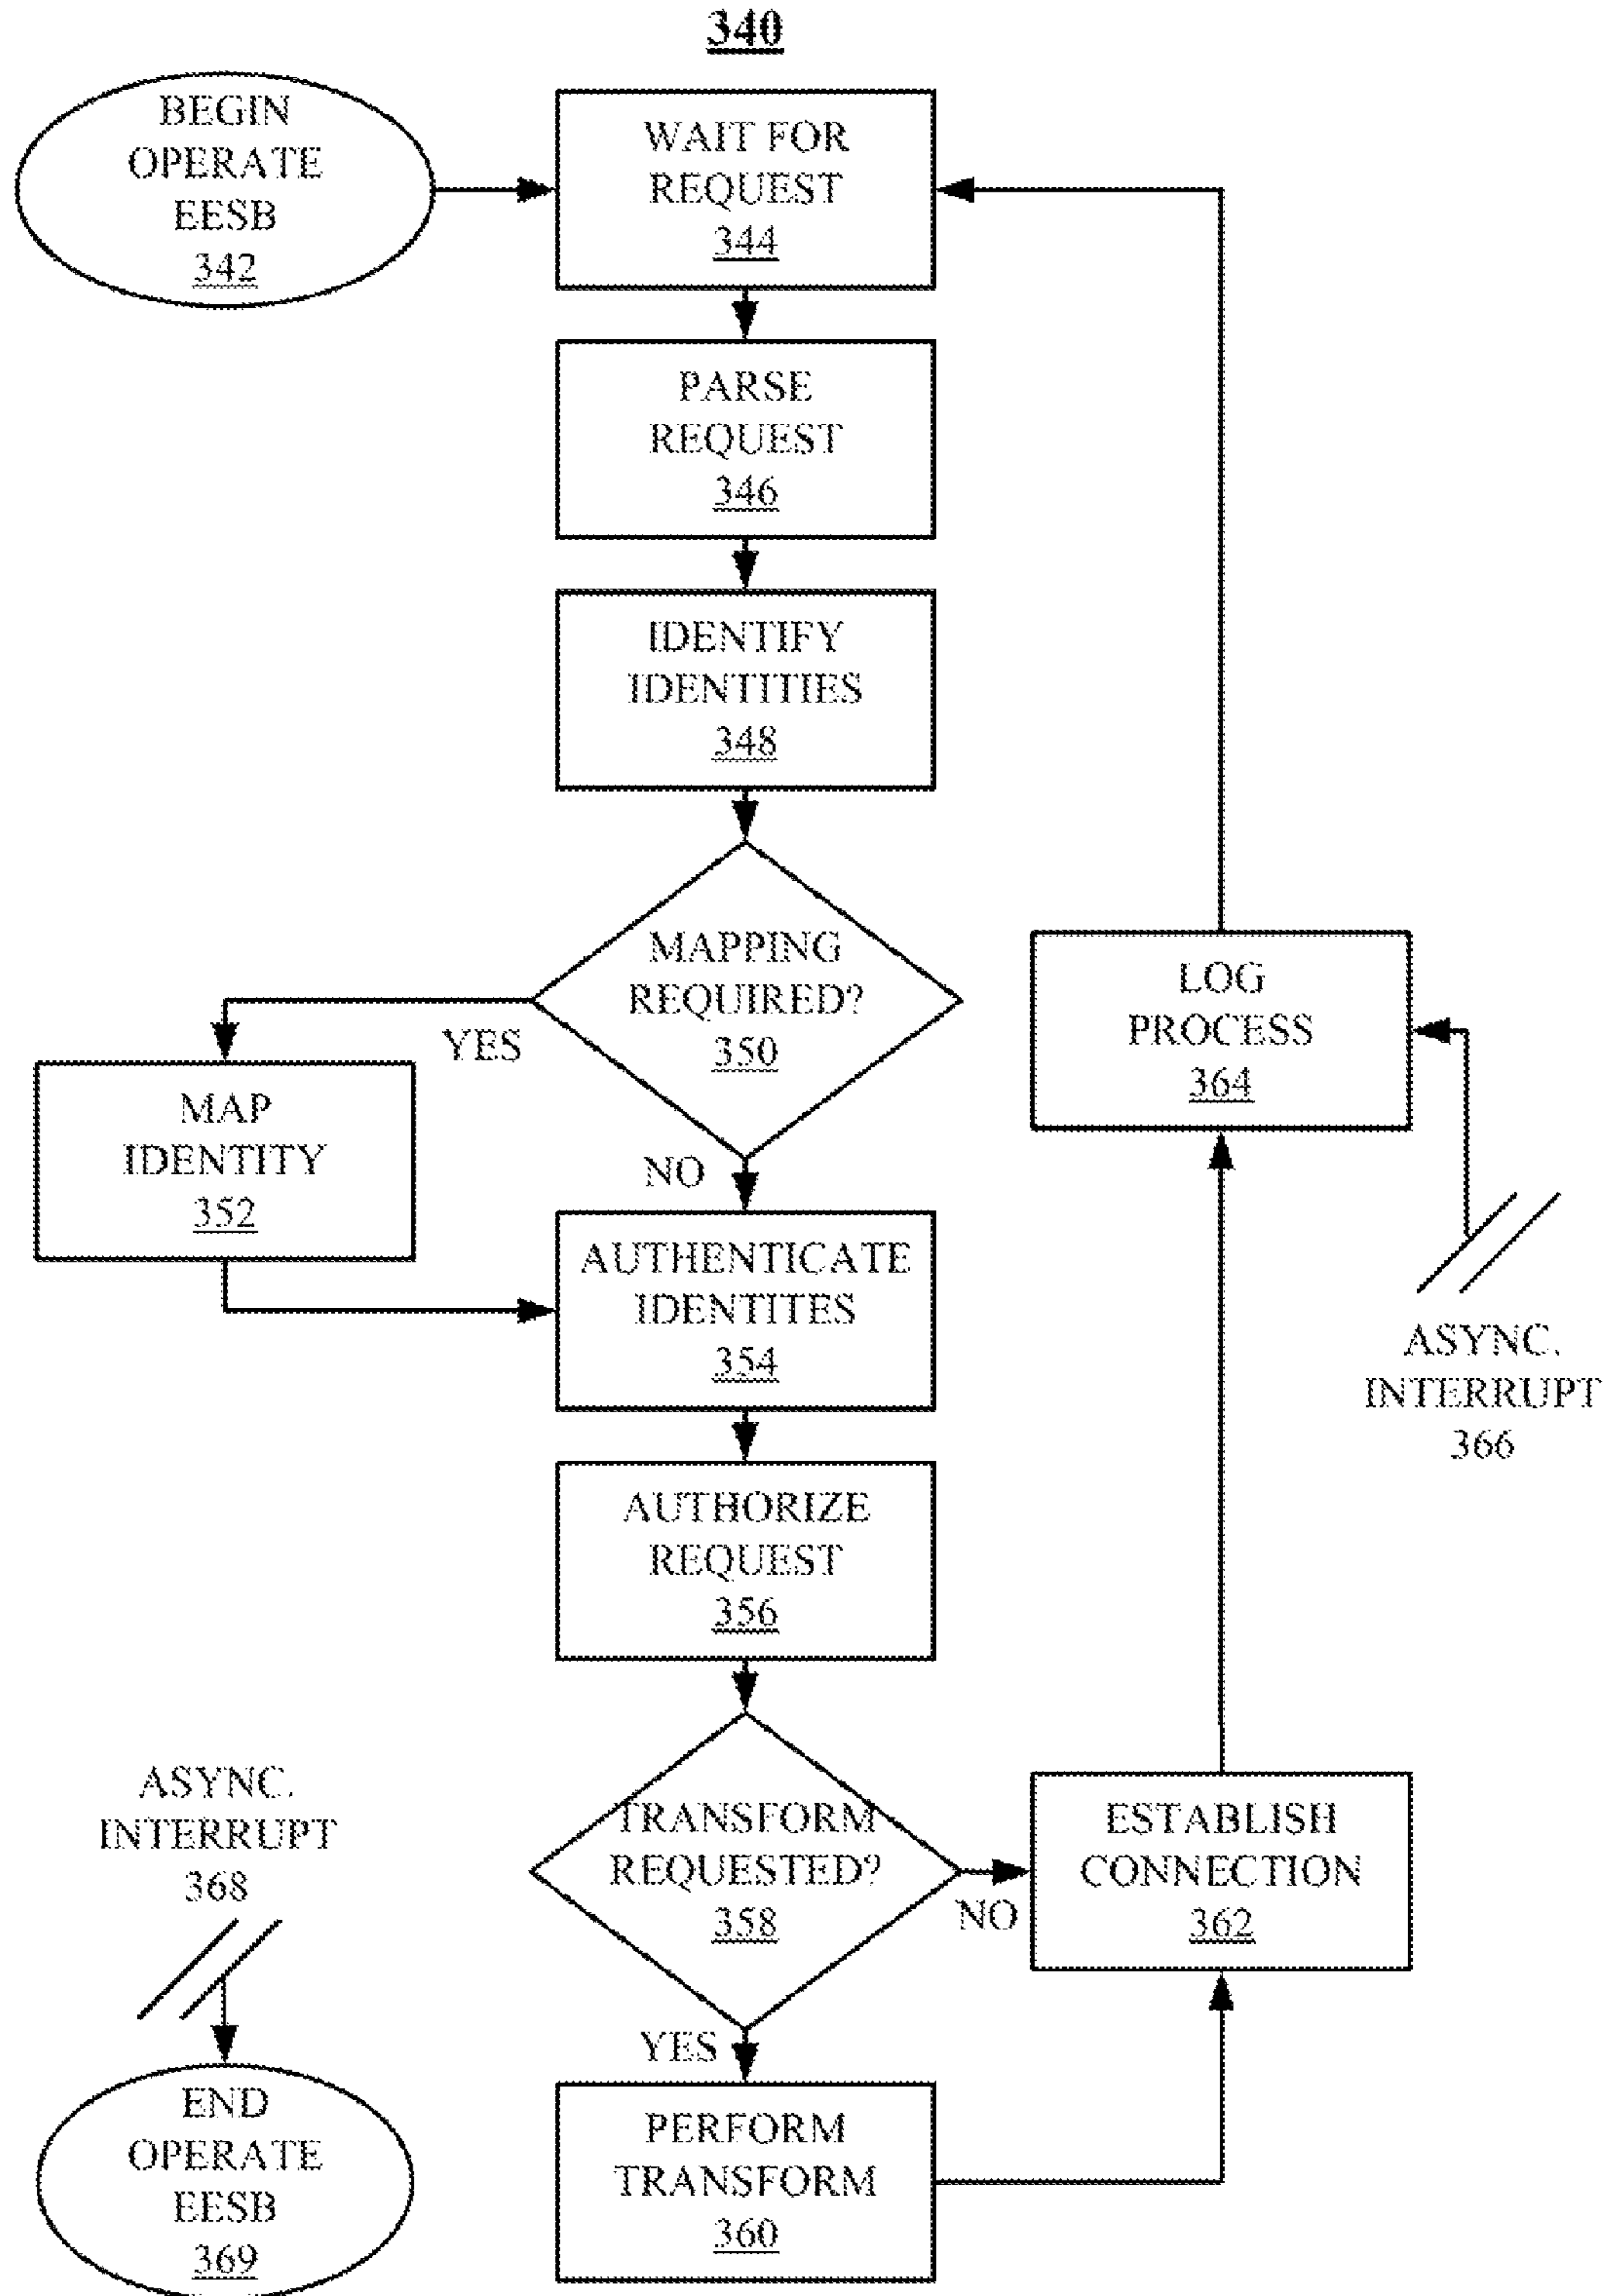 340
BEGIN
OPERATE
EESB
342
WAIT FOR
REQUEST
344
PARSE
REQUEST
346
IDENTIFY
IDENTITIES
348
MAPPING
REQUIRED?
350
YES
NO
MAP
IDENTITY
352
AUTHENTICATE
IDENTITES
354
AUTHORIZE
REQUEST
356
TRANSFORM
REQUESTED?
358
NO
YES
PERFORM
TRANSFORM
360
ESTABLISH
CONNECTION
362
LOG
PROCESS
364
ASYNC.
INTERRUPT
366
ASYNC.
INTERRUPT
368
END
OPERATE
EESB
369